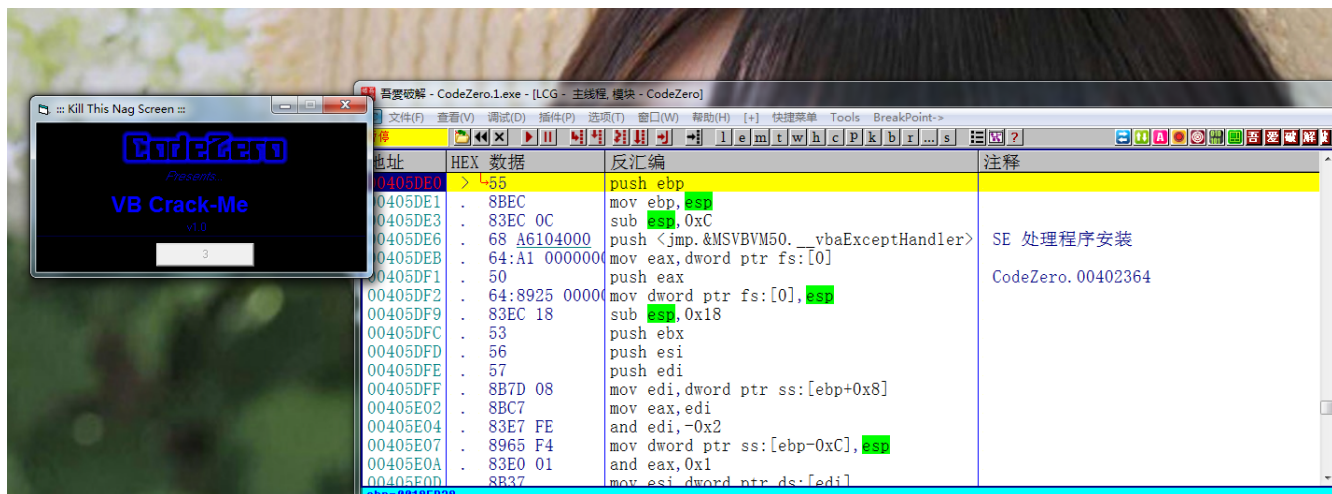 ::: Kill This Nag Screen :::
CodeZero
Presents
VB Crack-Me
v1.0
3
吾爱破解 - CodeZero.1.exe - [LCG - 主线程, 模块 - CodeZero]
文件(F) 查看(V) 调试(D) 插件(P) 选项(T) 窗口(W) 帮助(H) [+] 快捷菜单 Tools BreakPoint->
l e m t w h c P k b r ... s ?
吾 爱 破 解
地址 HEX 数据 反汇编 注释
00405DE0 > 55 push ebp
00405DE1 . 8BEC mov ebp,esp
00405DE3 . 83EC 0C sub esp,0xC
00405DE6 . 68 A6104000 push <jmp.&MSVBVM50.__vbaExceptHandler> SE 处理程序安装
00405DEB . 64:A1 0000000 mov eax,dword ptr fs:[0]
00405DF1 . 50 push eax CodeZero.00402364
00405DF2 . 64:8925 00000 mov dword ptr fs:[0],esp
00405DF9 . 83EC 18 sub esp,0x18
00405DFC . 53 push ebx
00405DFD . 56 push esi
00405DFE . 57 push edi
00405DFF . 8B7D 08 mov edi,dword ptr ss:[ebp+0x8]
00405E02 . 8BC7 mov eax,edi
00405E04 . 83E7 FE and edi,-0x2
00405E07 . 8965 F4 mov dword ptr ss:[ebp-0xC],esp
00405E0A . 83E0 01 and eax,0x1
00405E0D . 8B37 mov esi,dword ptr ds:[edi]